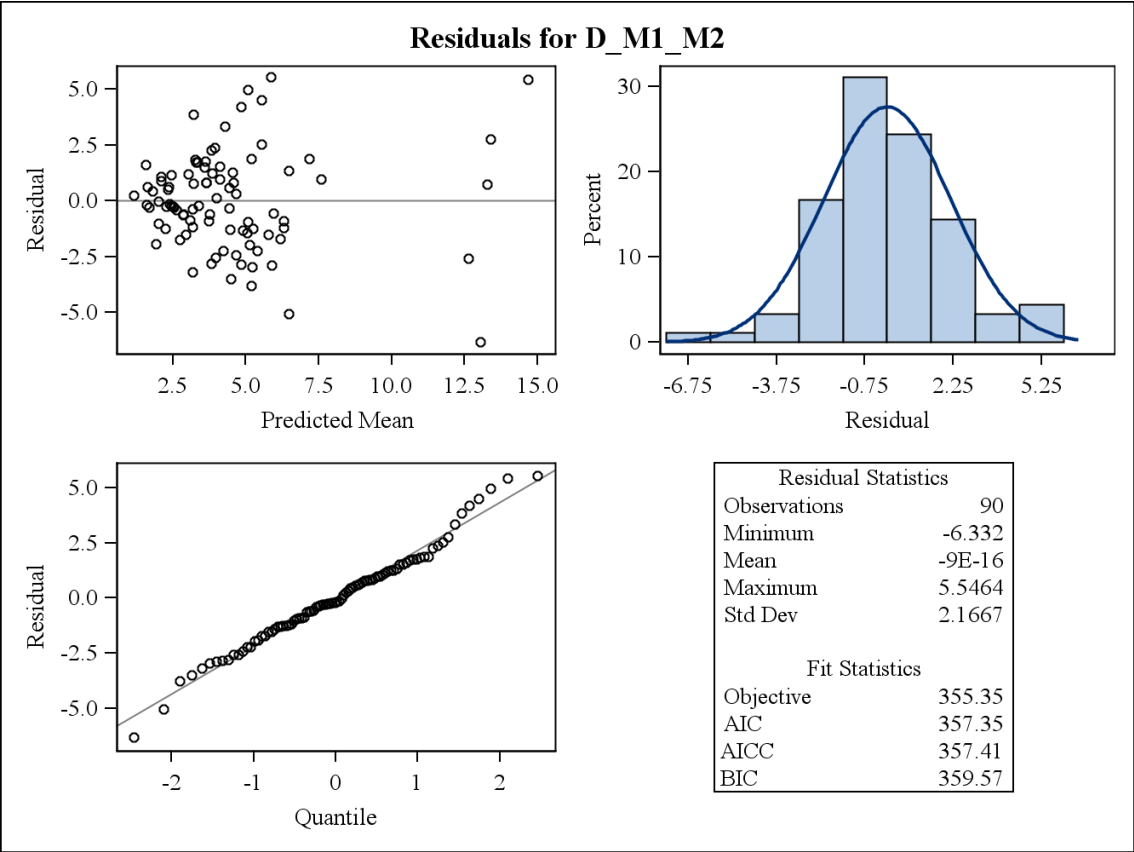 Residuals for D_M1_M2
5.0
2.5
0.0
-2.5
-5.0
Residual
2.5 5.0 7.5 10.0 12.5 15.0
Predicted Mean
30
20
10
0
Percent
-6.75 -3.75 -0.75 2.25 5.25
Residual
5.0
2.5
0.0
-2.5
-5.0
Residual
-2 -1 0 1 2
Quantile
Residual Statistics
Observations 90
Minimum -6.332
Mean -9E-16
Maximum 5.5464
Std Dev 2.1667
Fit Statistics
Objective 355.35
AIC 357.35
AICC 357.41
BIC 359.57